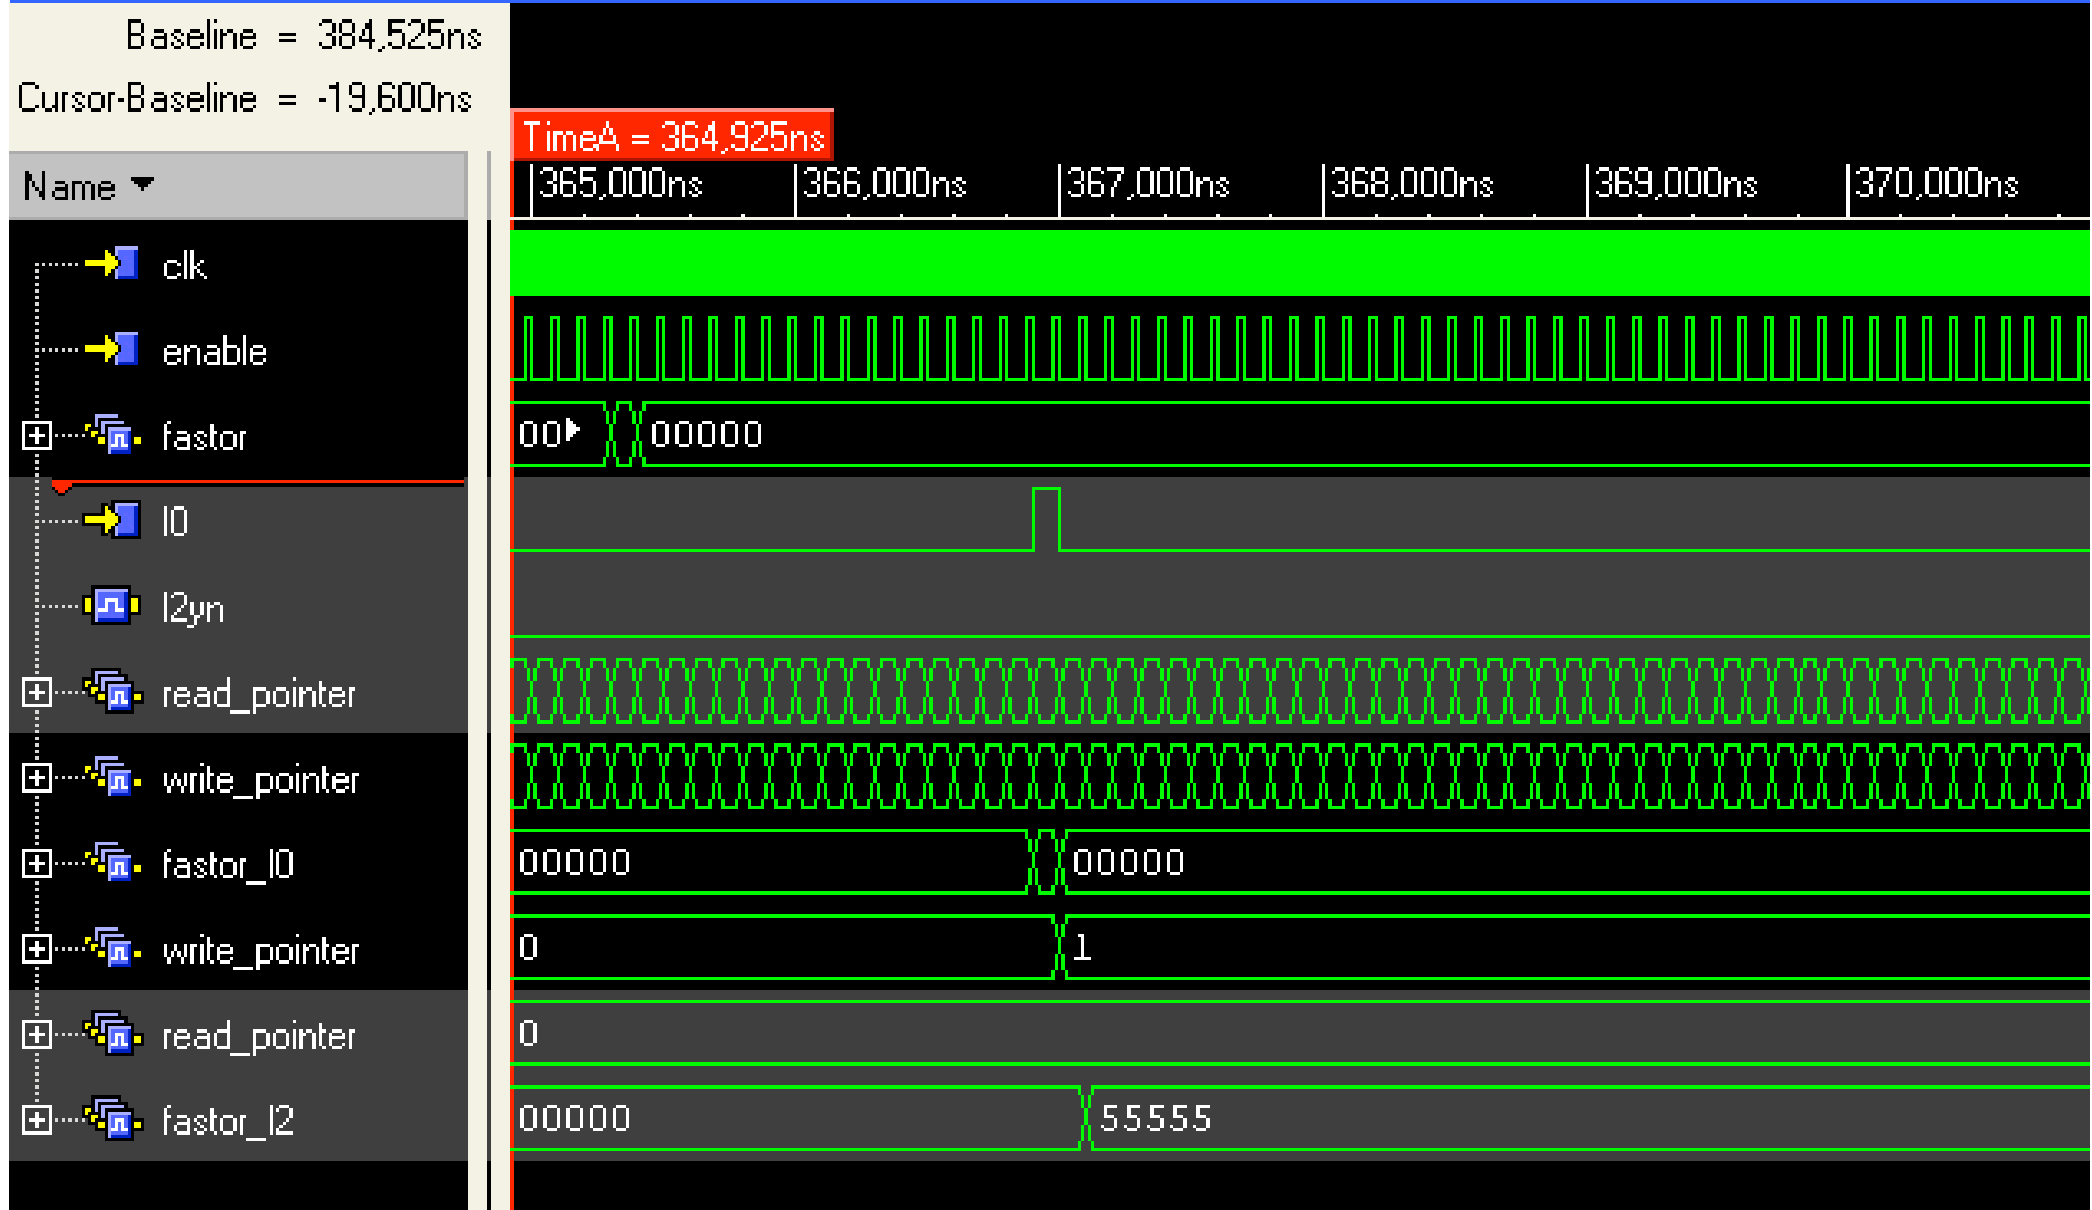 Baseline = 384,525ns
Cursor-Baseline = -19,600ns
TimeA = 364,925ns
Name
365,000ns 366,000ns 367,000ns 368,000ns 369,000ns 370,000ns
clk
enable
fastor 00 00000
l0
l2yn
read_pointer
write_pointer
fastor_l0 00000 00000
write_pointer 0 1
read_pointer 0
fastor_l2 00000 55555